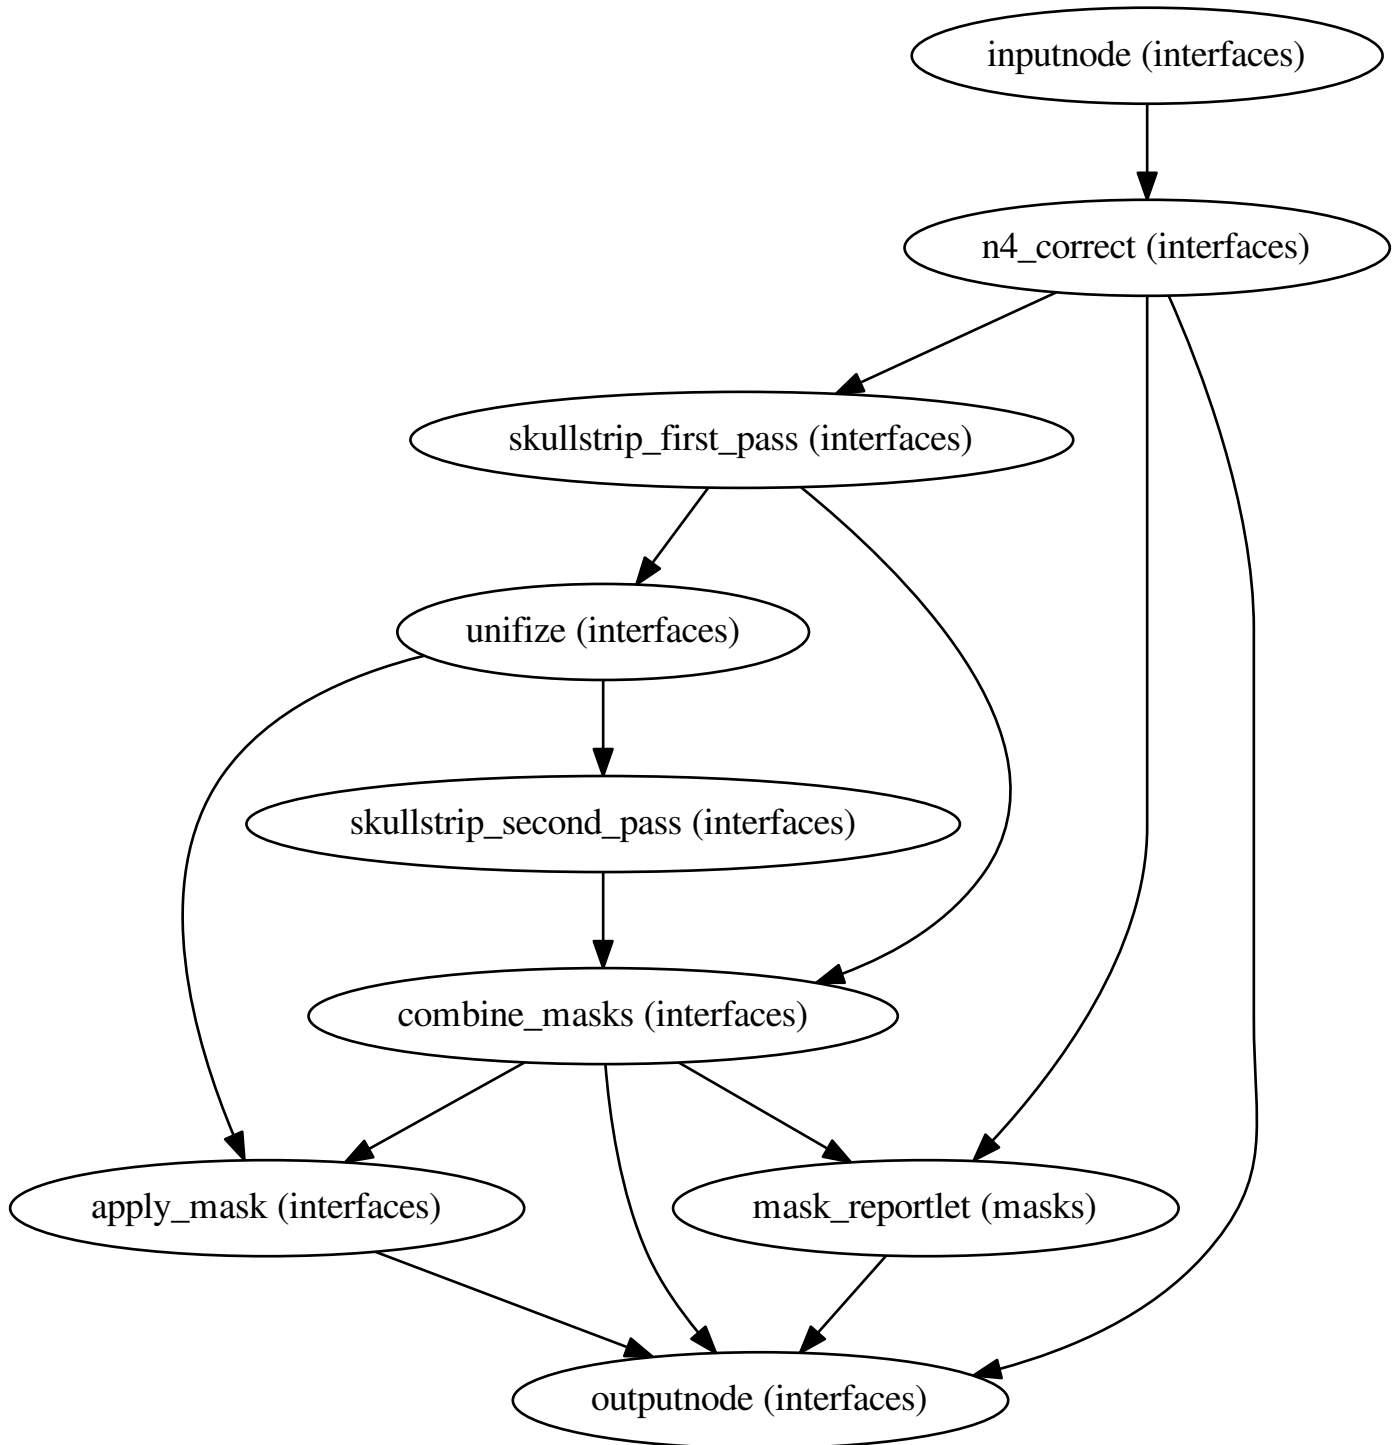 inputnode (interfaces)
n4_correct (interfaces)
skullstrip_first_pass (interfaces)
unifize (interfaces)
skullstrip_second_pass (interfaces)
combine_masks (interfaces)
apply_mask (interfaces)
mask_reportlet (masks)
outputnode (interfaces)